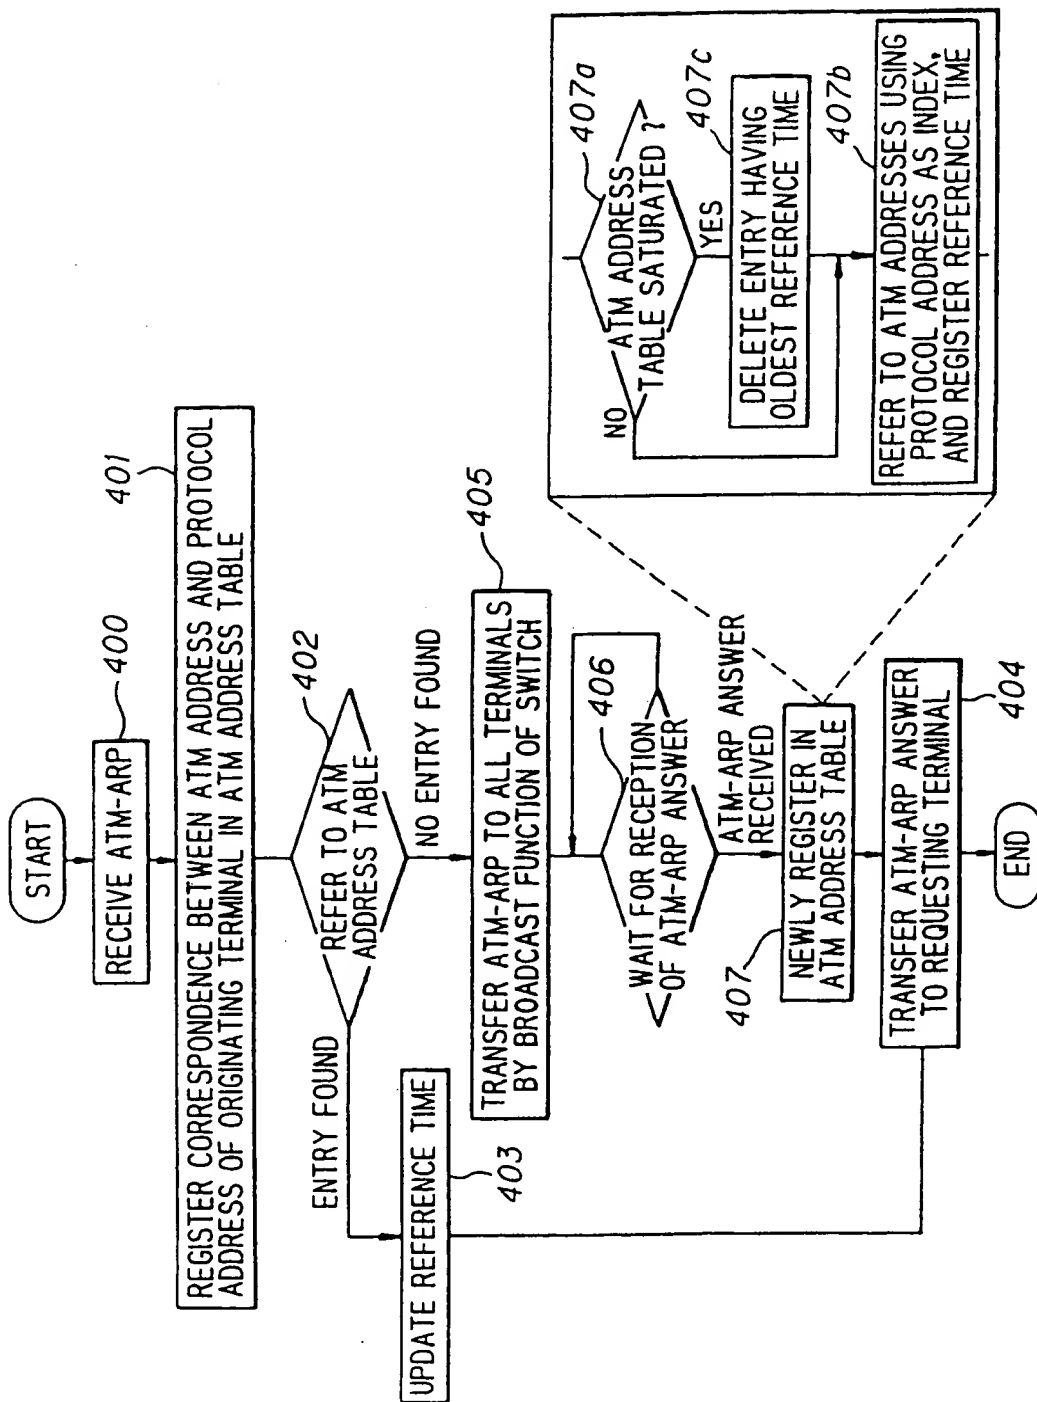 START
RECEIVE ATM-ARP
400
REGISTER CORRESPONDENCE BETWEEN ATM ADDRESS AND PROTOCOL
ADDRESS OF ORIGINATING TERMINAL IN ATM ADDRESS TABLE
401
REFER TO ATM
ADDRESS TABLE
402
ENTRY FOUND
NO ENTRY FOUND
UPDATE REFERENCE TIME
403
TRANSFER ATM-ARP TO ALL TERMINALS
BY BROADCAST FUNCTION OF SWITCH
405
WAIT FOR RECEPTION
OF ATM-ARP ANSWER
406
ATM-ARP ANSWER
RECEIVED
407
NEWLY REGISTER IN
ATM ADDRESS TABLE
TRANSFER ATM-ARP ANSWER
TO REQUESTING TERMINAL
404
END
ATM ADDRESS
TABLE SATURATED ?
407a
NO
YES
DELETE ENTRY HAVING
OLDEST REFERENCE TIME
407c
REFER TO ATM ADDRESSES USING
PROTOCOL ADDRESS AS INDEX,
AND REGISTER REFERENCE TIME
407b